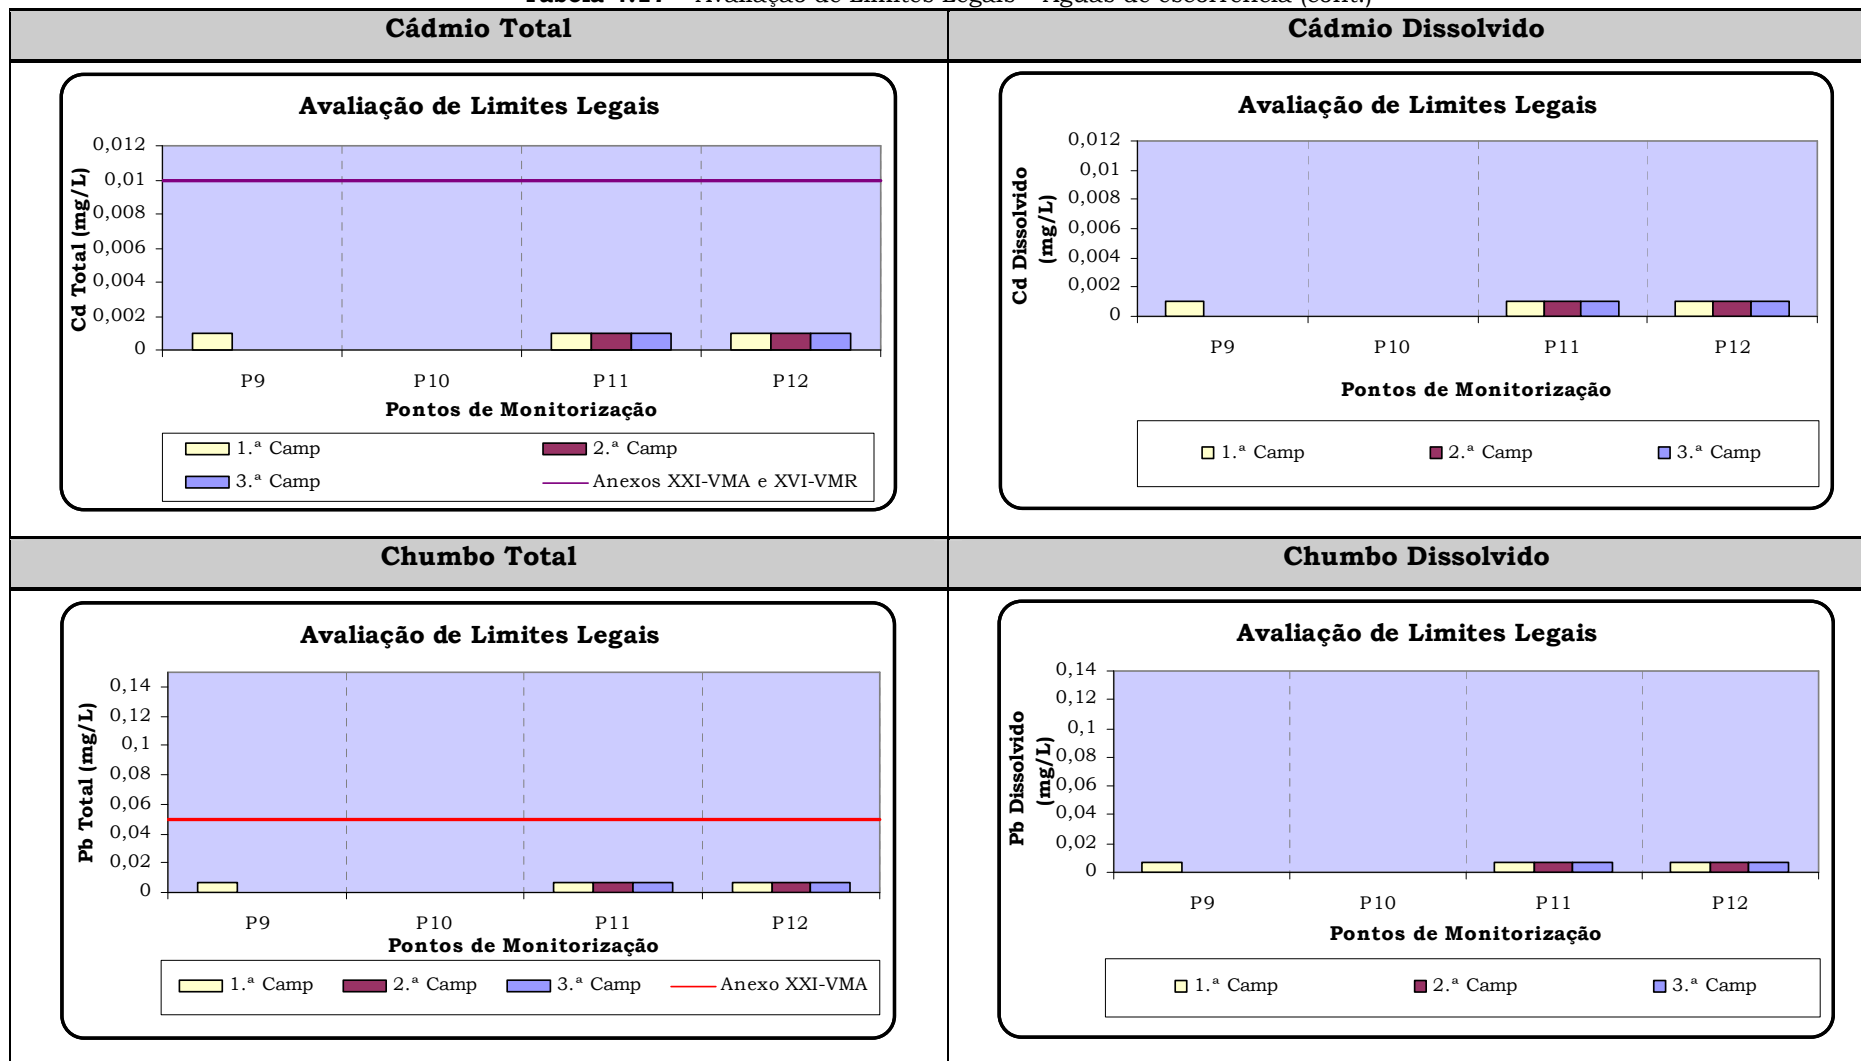 Avaliação de Limites Legais – Águas de escorrência (cont.)
Cádmio Total
Cádmio Dissolvido
Avaliação de Limites Legais
0,012
0,01
0,008
0,006
0,004
0,002
0
Cd Total (mg/L)
P9 P10 P11 P12
Pontos de Monitorização
1.ª Camp 2.ª Camp
3.ª Camp Anexos XXI-VMA e XVI-VMR
Avaliação de Limites Legais
0,012
0,01
0,008
0,006
0,004
0,002
0
Cd Dissolvido
(mg/L)
P9 P10 P11 P12
Pontos de Monitorização
1.ª Camp 2.ª Camp 3.ª Camp
Chumbo Total
Chumbo Dissolvido
Avaliação de Limites Legais
0,14
0,12
0,1
0,08
0,06
0,04
0,02
0
Pb Total (mg/L)
P9 P10 P11 P12
Pontos de Monitorização
1.ª Camp 2.ª Camp 3.ª Camp Anexo XXI-VMA
Avaliação de Limites Legais
0,14
0,12
0,1
0,08
0,06
0,04
0,02
0
Pb Dissolvido
(mg/L)
P9 P10 P11 P12
Pontos de Monitorização
1.ª Camp 2.ª Camp 3.ª Camp